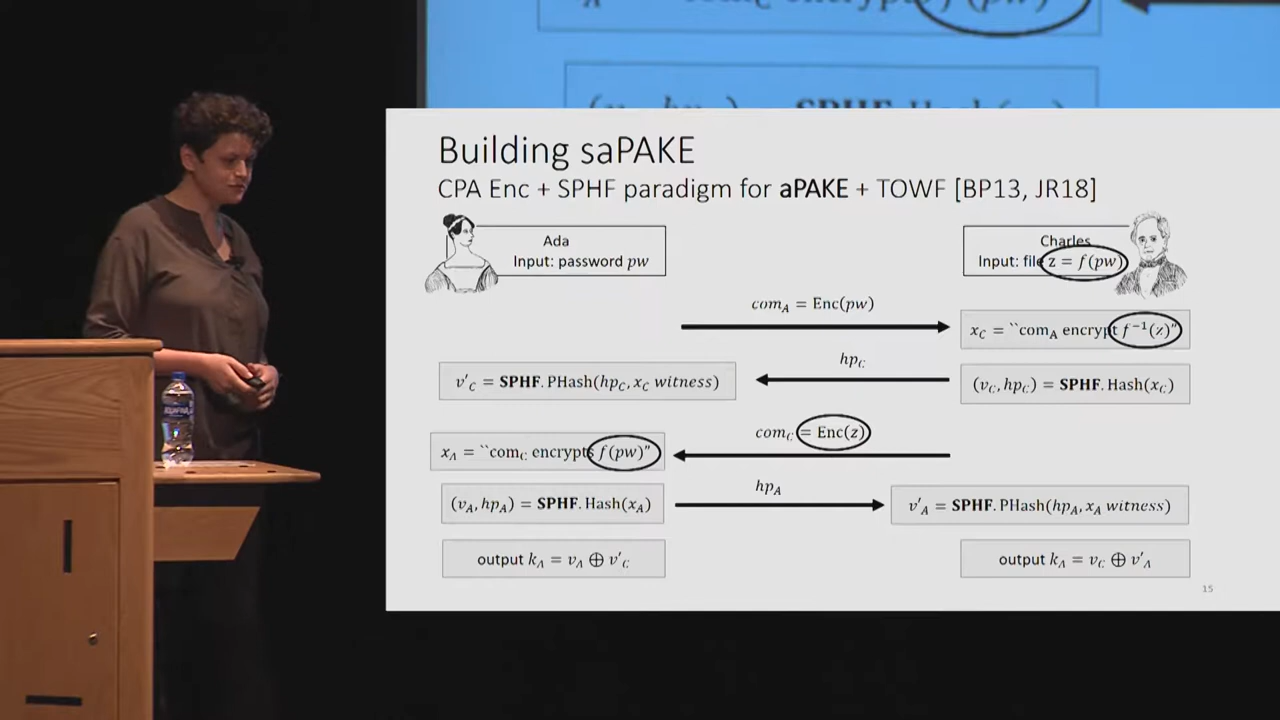 Building saPAKE
CPA Enc + SPHF paradigm for aPAKE + TOWF [BP13, JR18]
Ada
Input: password pw
Charles
Input: file z = f(pw)
com_A = Enc(pw)
x_C = ``com_A encrypt f^{-1}(z)"
hp_C
v'_C = SPHF.PHash(hp_C, x_C witness)
(v_C, hp_C) = SPHF.Hash(x_C)
com_C = Enc(z)
x_A = ``com_C encrypts f(pw)"
hp_A
(v_A, hp_A) = SPHF.Hash(x_A)
v'_A = SPHF.PHash(hp_A, x_A witness)
output k_A = v_A ⊕ v'_C
output k_A = v_C ⊕ v'_A
15